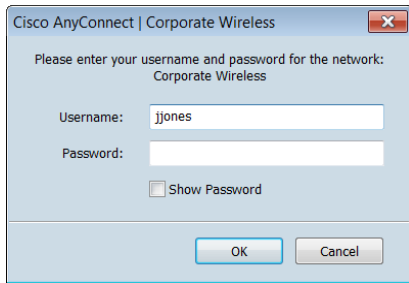 Cisco AnyConnect | Corporate Wireless
Please enter your username and password for the network:
Corporate Wireless
Username: jjones
Password:
Show Password
OK Cancel